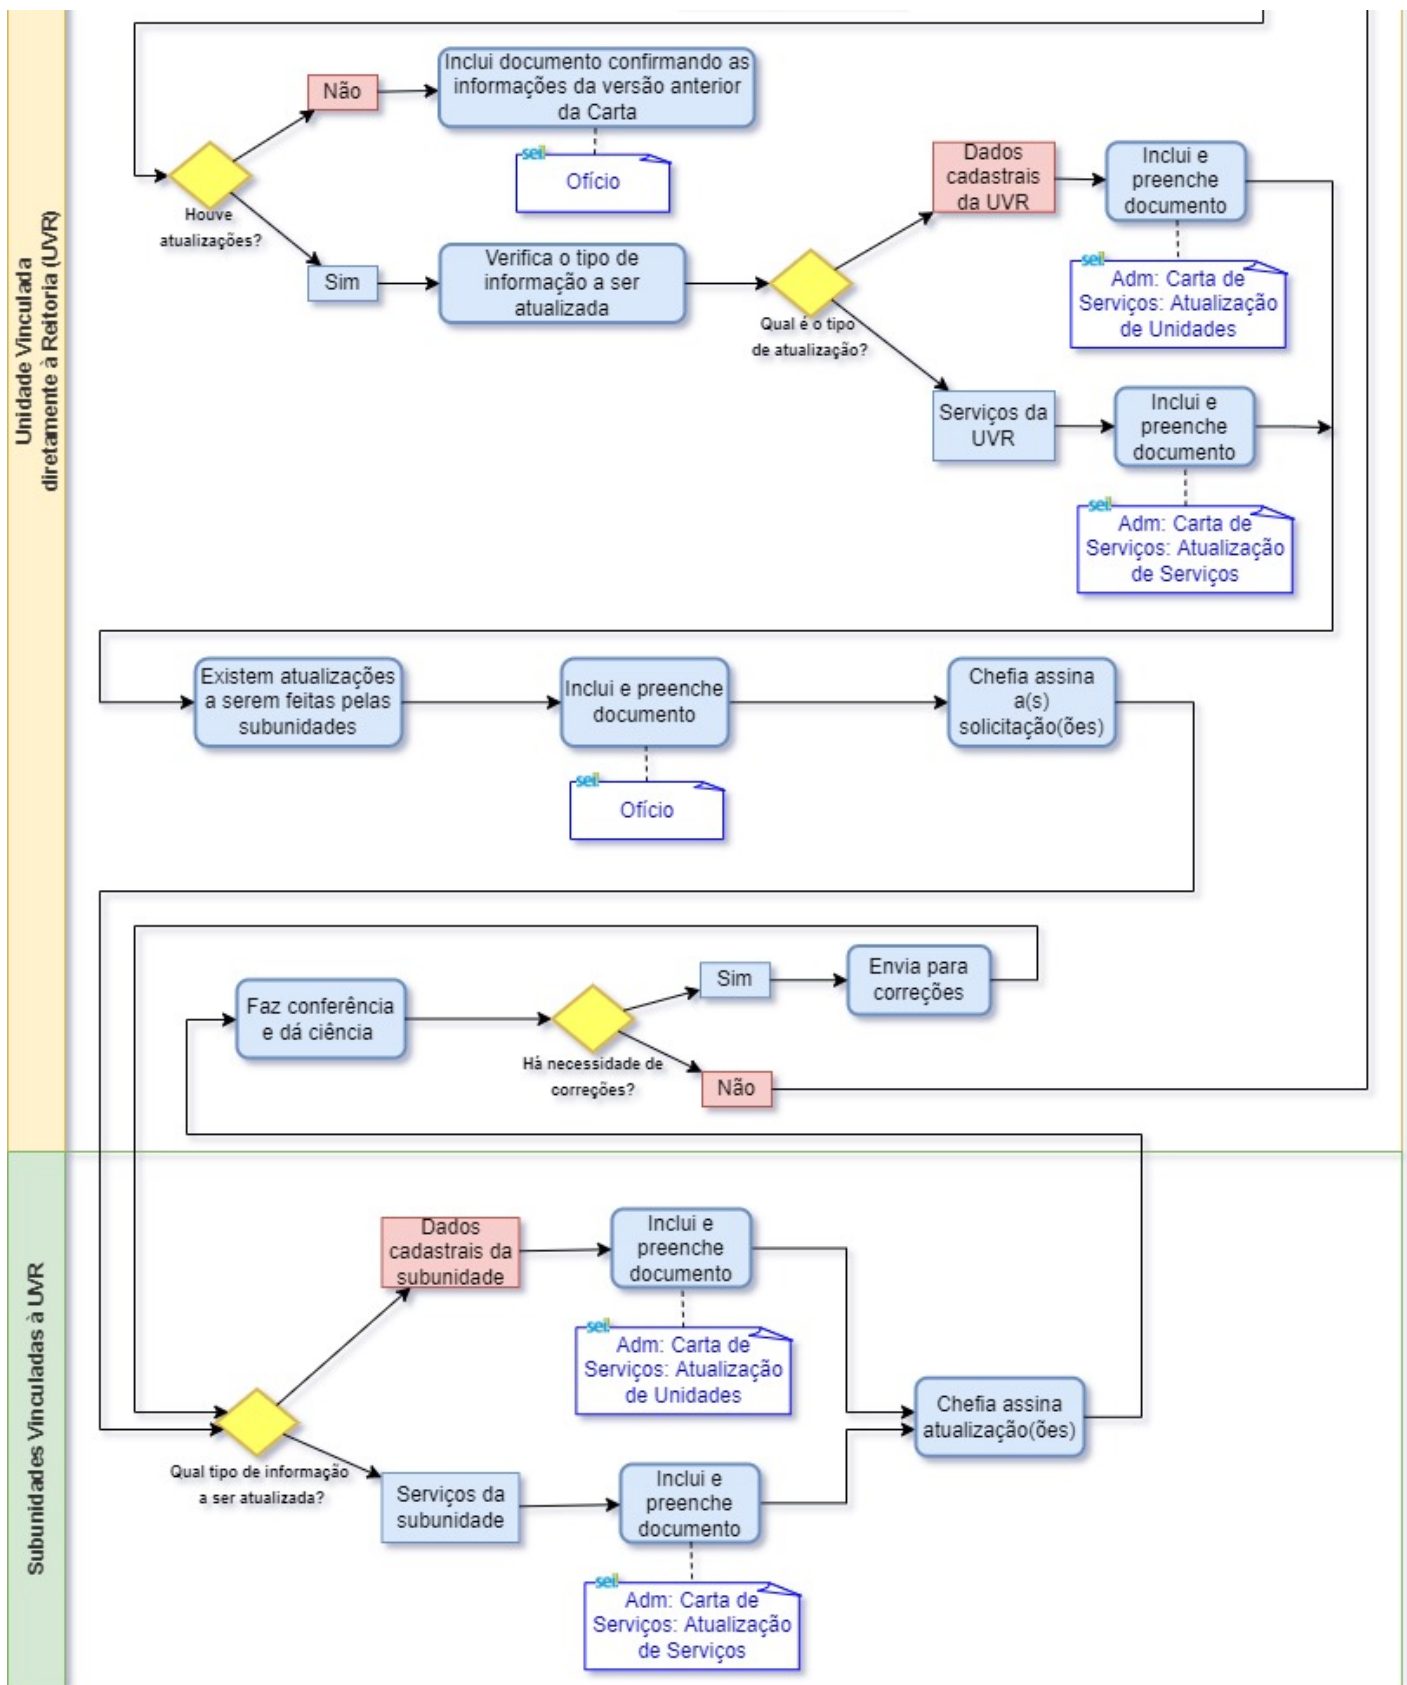 Unidade Vinculada
diretamente à Reitoria (UVR)
Houve
atualizações?
Não
Inclui documento confirmando as
informações da versão anterior
da Carta
sei!
Ofício
Sim
Verifica o tipo de
informação a ser
atualizada
Qual é o tipo
de atualização?
Dados
cadastrais
da UVR
Inclui e
preenche
documento
sei!
Adm: Carta de
Serviços: Atualização
de Unidades
Serviços da
UVR
Inclui e
preenche
documento
sei!
Adm: Carta de
Serviços: Atualização
de Serviços
Existem atualizações
a serem feitas pelas
subunidades
Inclui e preenche
documento
sei!
Ofício
Chefia assina
a(s)
solicitação(ões)
Faz conferência
e dá ciência
Há necessidade de
correções?
Sim
Envia para
correções
Não
Subunidades Vinculadas à UVR
Qual tipo de informação
a ser atualizada?
Dados
cadastrais da
subunidade
Inclui e
preenche
documento
sei!
Adm: Carta de
Serviços: Atualização
de Unidades
Serviços da
subunidade
Inclui e
preenche
documento
sei!
Adm: Carta de
Serviços: Atualização
de Serviços
Chefia assina
atualização(ões)